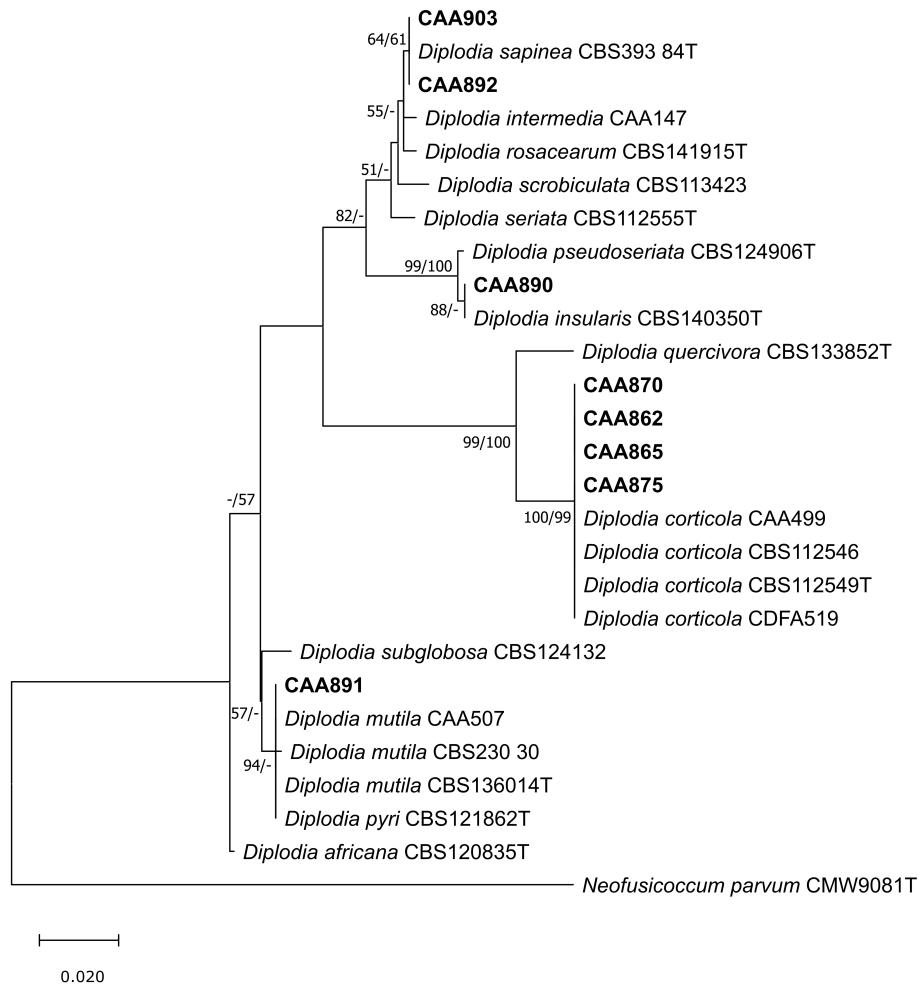 CAA903
64/61
Diplodia sapinea CBS393 84T
CAA892
55/-
Diplodia intermedia CAA147
Diplodia rosacearum CBS141915T
51/-
Diplodia scrobiculata CBS113423
82/-
Diplodia seriata CBS112555T
Diplodia pseudoseriata CBS124906T
99/100
CAA890
88/-
Diplodia insularis CBS140350T
Diplodia quercivora CBS133852T
CAA870
CAA862
99/100
CAA865
CAA875
-/57
100/99
Diplodia corticola CAA499
Diplodia corticola CBS112546
Diplodia corticola CBS112549T
Diplodia corticola CDFA519
Diplodia subglobosa CBS124132
CAA891
57/-
Diplodia mutila CAA507
Diplodia mutila CBS230 30
94/-
Diplodia mutila CBS136014T
Diplodia pyri CBS121862T
Diplodia africana CBS120835T
Neofusicoccum parvum CMW9081T
0.020